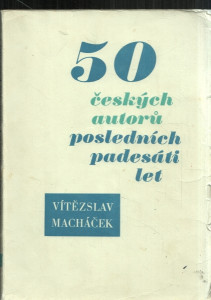 50
českých
autorů
posledních
padesáti
let
VÍTĚZSLAV
MACHÁČEK